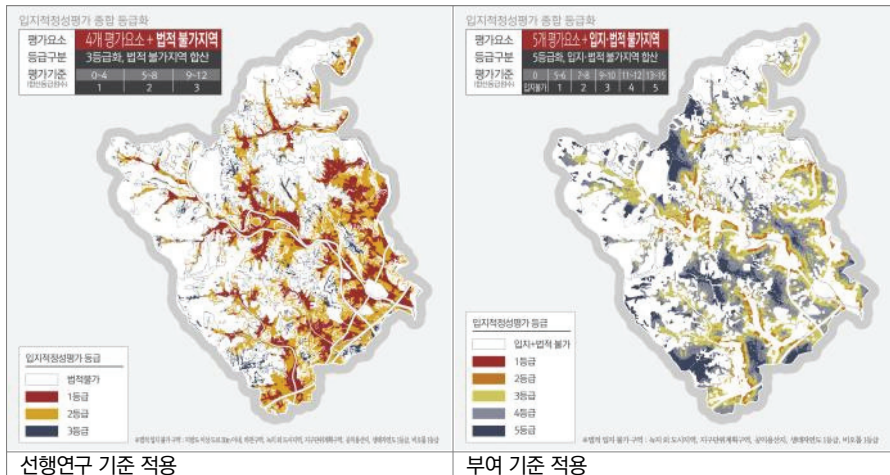 입지적정성평가 종합 등급화
평가요소 4개 평가요소 + 법적 불가지역
등급구분 3등급화, 법적 불가지역 합산
평가기준 0~4 5~8 9~12
1 2 3
입지적정성평가 등급
법적불가
1등급
2등급
3등급
선행연구 기준 적용
입지적정성평가 종합 등급화
평가요소 5개 평가요소 + 입지·법적 불가지역
등급구분 5등급화, 입지·법적 불가지역 합산
평가기준 0 5~6 7~8 9~10 11~12 13~15
입지불가 1 2 3 4 5
입지적정성평가 등급
입지+법적 불가
1등급
2등급
3등급
4등급
5등급
부여 기준 적용